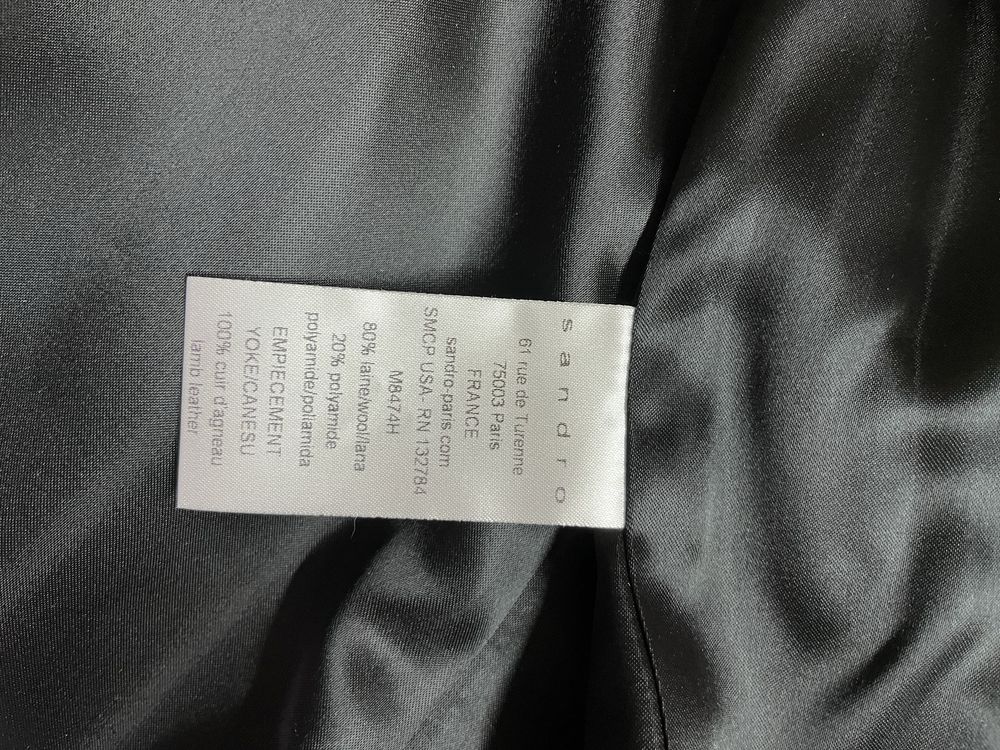 sandro
61 rue de Turenne
75003 Paris
FRANCE
sandro-paris.com
SMCP USA- RN 132784
M8474H
80% laine/wool/lana
20% polyamide
polyamide/poliamida
EMPIECEMENT
YOKE/CANESU
100% cuir d'agneau
lamb leather